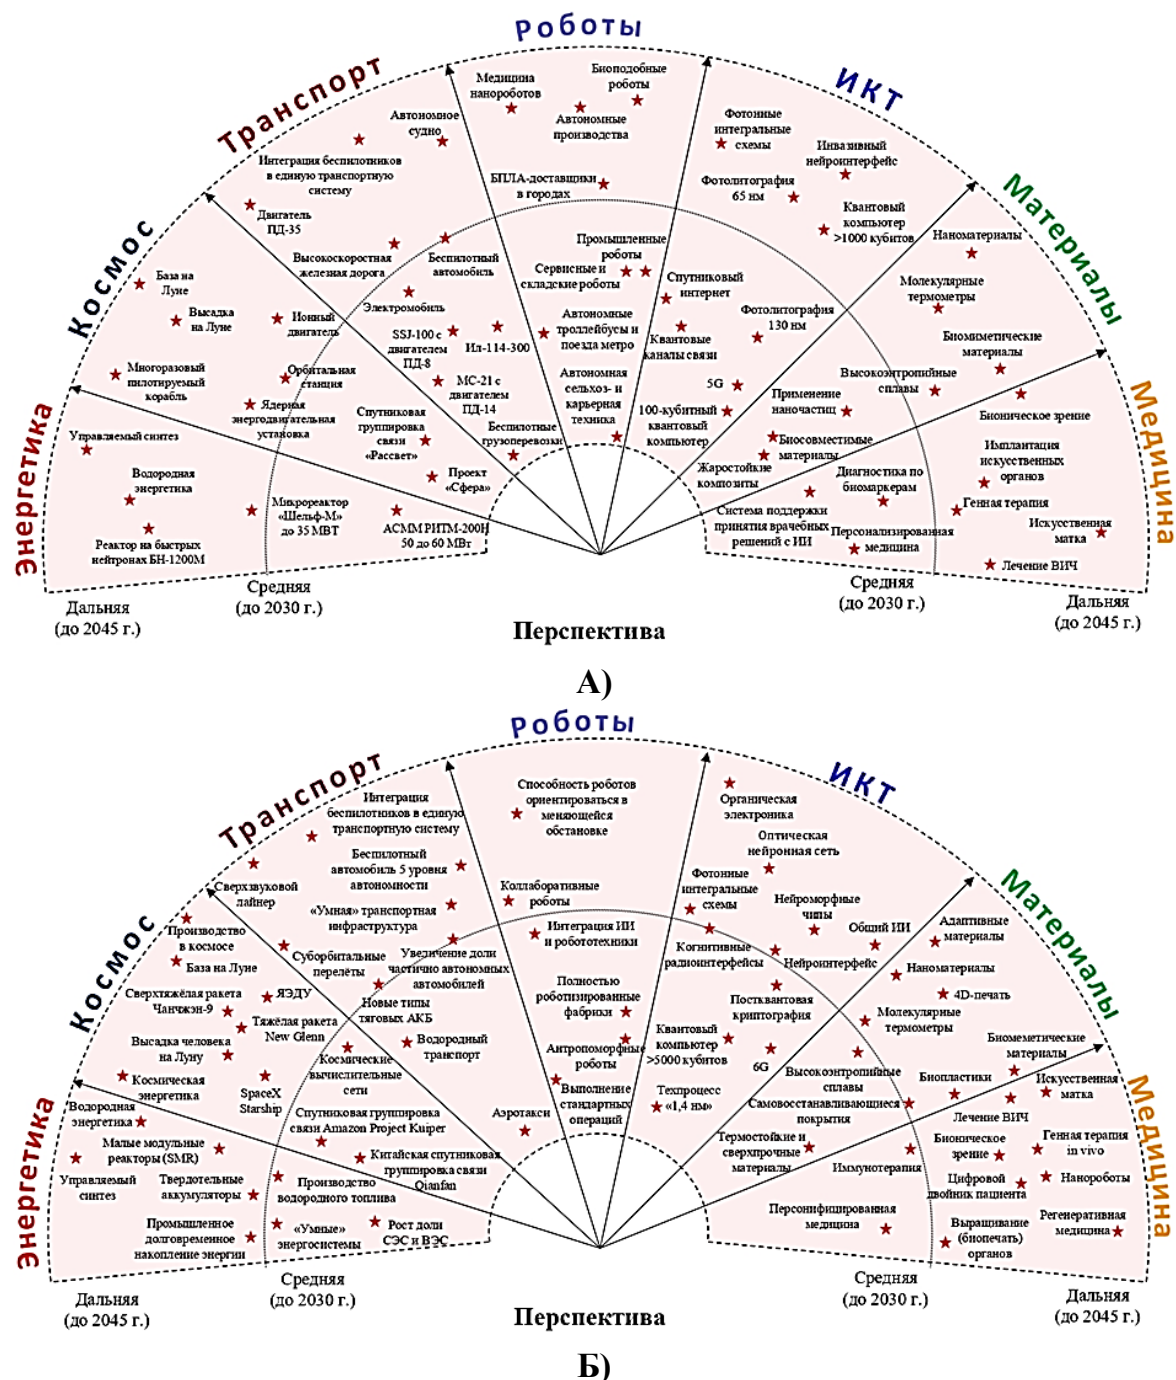 Роботы
Транспорт
ИКТ
Космос
Материалы
Энергетика
Медицина
Медицина
нанороботов
Биоподобные
роботы
Автономные
производства
БПЛА-доставщики
в городах
Промышленные
роботы
Сервисные и
складские роботы
Автономные
троллейбусы и
поезда метро
Автономная
сельхоз- и
карьерная
техника
Автономное
судно
Интеграция беспилотников
в единую транспортную
систему
Двигатель
ПД-35
Высокоскоростная
железная дорога
Беспилотный
автомобиль
Электромобиль
SSJ-100 с
двигателем
ПД-8
Ил-114-300
МС-21 с
двигателем
ПД-14
Беспилотные
грузоперевозки
База на
Луне
Высадка
на Луне
Ионный
двигатель
Многоразовый
пилотируемый
корабль
Орбитальная
станция
Ядерная
энергодвигательная
установка
Спутниковая
группировка
связи
«Рассвет»
Проект
«Сфера»
Управляемый синтез
Водородная
энергетика
Реактор на быстрых
нейтронах БН-1200М
Микрореактор
«Шельф-М»
до 35 МВТ
АСММ РИТМ-200Н
50 до 60 МВт
Фотонные
интегральные
схемы
Инвазивный
нейроинтерфейс
Фотолитография
65 нм
Квантовый
компьютер
>1000 кубитов
Спутниковый
интернет
Фотолитография
130 нм
Квантовые
каналы связи
5G
100-кубитный
квантовый
компьютер
Наноматериалы
Молекулярные
термометры
Биомиметические
материалы
Высокоэнтропийные
сплавы
Применение
наночастиц
Биосовместимые
материалы
Жаростойкие
композиты
Бионическое зрение
Имплантация
искусственных
органов
Диагностика по
биомаркерам
Генная терапия
Система поддержки
принятия врачебных
решений с ИИ
Персонализированная
медицина
Искусственная
матка
Лечение ВИЧ
Дальняя
(до 2045 г.)
Средняя
(до 2030 г.)
Средняя
(до 2030 г.)
Дальняя
(до 2045 г.)
Перспектива
А)
Роботы
Транспорт
ИКТ
Космос
Материалы
Энергетика
Медицина
Способность роботов
ориентироваться в
меняющейся
обстановке
Коллаборативные
роботы
Интеграция ИИ
и робототехники
Полностью
роботизированные
фабрики
Антропоморфные
роботы
Выполнение
стандартных
операций
Интеграция
беспилотников в единую
транспортную систему
Сверхзвуковой
лайнер
Беспилотный
автомобиль 5 уровня
автономности
«Умная» транспортная
инфраструктура
Суборбитальные
перелёты
Увеличение доли
частично автономных
автомобилей
Новые типы
тяговых АКБ
Водородный
транспорт
Аэротакси
Производство
в космосе
База на Луне
Сверхтяжёлая ракета
Чанчжэн-9
ЯЭДУ
Тяжёлая ракета
New Glenn
Высадка человека
на Луну
Космическая
энергетика
SpaceX
Starship
Космические
вычислительные
сети
Спутниковая группировка
связи Amazon Project Kuiper
Китайская спутниковая
группировка связи
Qianfan
Водородная
энергетика
Малые модульные
реакторы (SMR)
Управляемый
синтез
Твердотельные
аккумуляторы
Промышленное
долговременное
накопление энергии
Производство
водородного топлива
«Умные»
энергосистемы
Рост доли
СЭС и ВЭС
Органическая
электроника
Оптическая
нейронная сеть
Фотонные
интегральные
схемы
Нейроморфные
чипы
Общий ИИ
Когнитивные
радиоинтерфейсы
Нейроинтерфейс
Постквантовая
криптография
Квантовый
компьютер
>5000 кубитов
6G
Техпроцесс
«1,4 нм»
Адаптивные
материалы
Наноматериалы
4D-печать
Молекулярные
термометры
Биомеметические
материалы
Высокоэнтропийные
сплавы
Биопластики
Самовосстанавливающиеся
покрытия
Термостойкие и
сверхпрочные
материалы
Искусственная
матка
Лечение ВИЧ
Бионическое
зрение
Генная терапия
in vivo
Иммунотерапия
Цифровой
двойник пациента
Нанороботы
Персонифицированная
медицина
Выращивание
(биопечать)
органов
Регенеративная
медицина
Дальняя
(до 2045 г.)
Средняя
(до 2030 г.)
Средняя
(до 2030 г.)
Дальняя
(до 2045 г.)
Перспектива
Б)